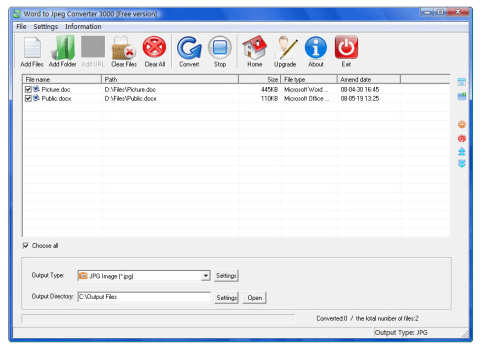 Word to Jpeg Converter 3000 [Free version]
File Settings Information
Add Files Add Folder Add URL Clear Files Clear All Convert Stop Home Upgrade About Exit
File name Path Size File type Amend date
Picture.doc D:\Files\Picture.doc 445KB Microsoft Word ... 08-04-30 16:45
Public.docx D:\Files\Public.docx 110KB Microsoft Office ... 08-05-19 13:25
Choose all
Output Type: JPG Image (*.jpg) Settings
Output Directory: C:\Output Files Settings Open
Converted:0 / the total number of files:2
Output Type: JPG